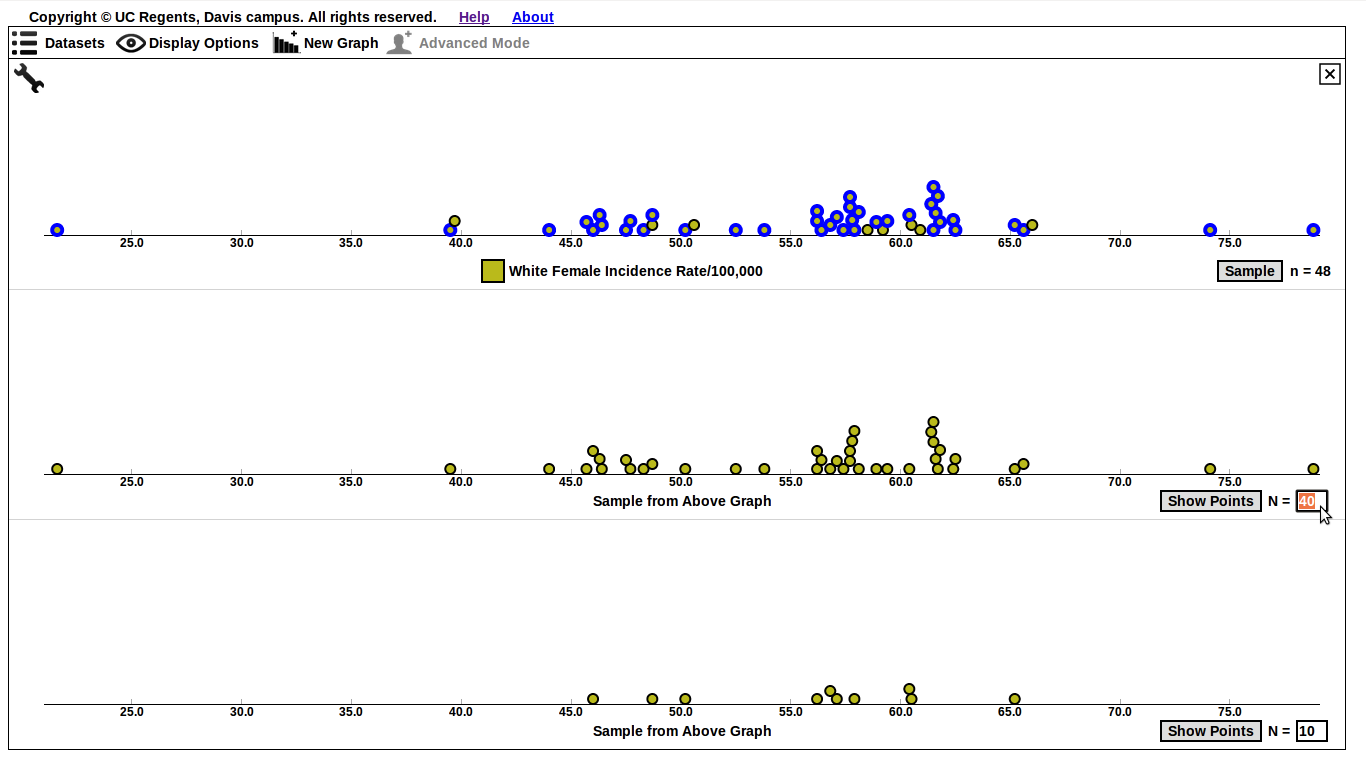 Copyright © UC Regents, Davis campus. All rights reserved. Help About
Datasets Display Options New Graph Advanced Mode
25.0 30.0 35.0 40.0 45.0 50.0 55.0 60.0 65.0 70.0 75.0
White Female Incidence Rate/100,000 Sample n = 48
25.0 30.0 35.0 40.0 45.0 50.0 55.0 60.0 65.0 70.0 75.0
Sample from Above Graph Show Points N = 40
25.0 30.0 35.0 40.0 45.0 50.0 55.0 60.0 65.0 70.0 75.0
Sample from Above Graph Show Points N = 10